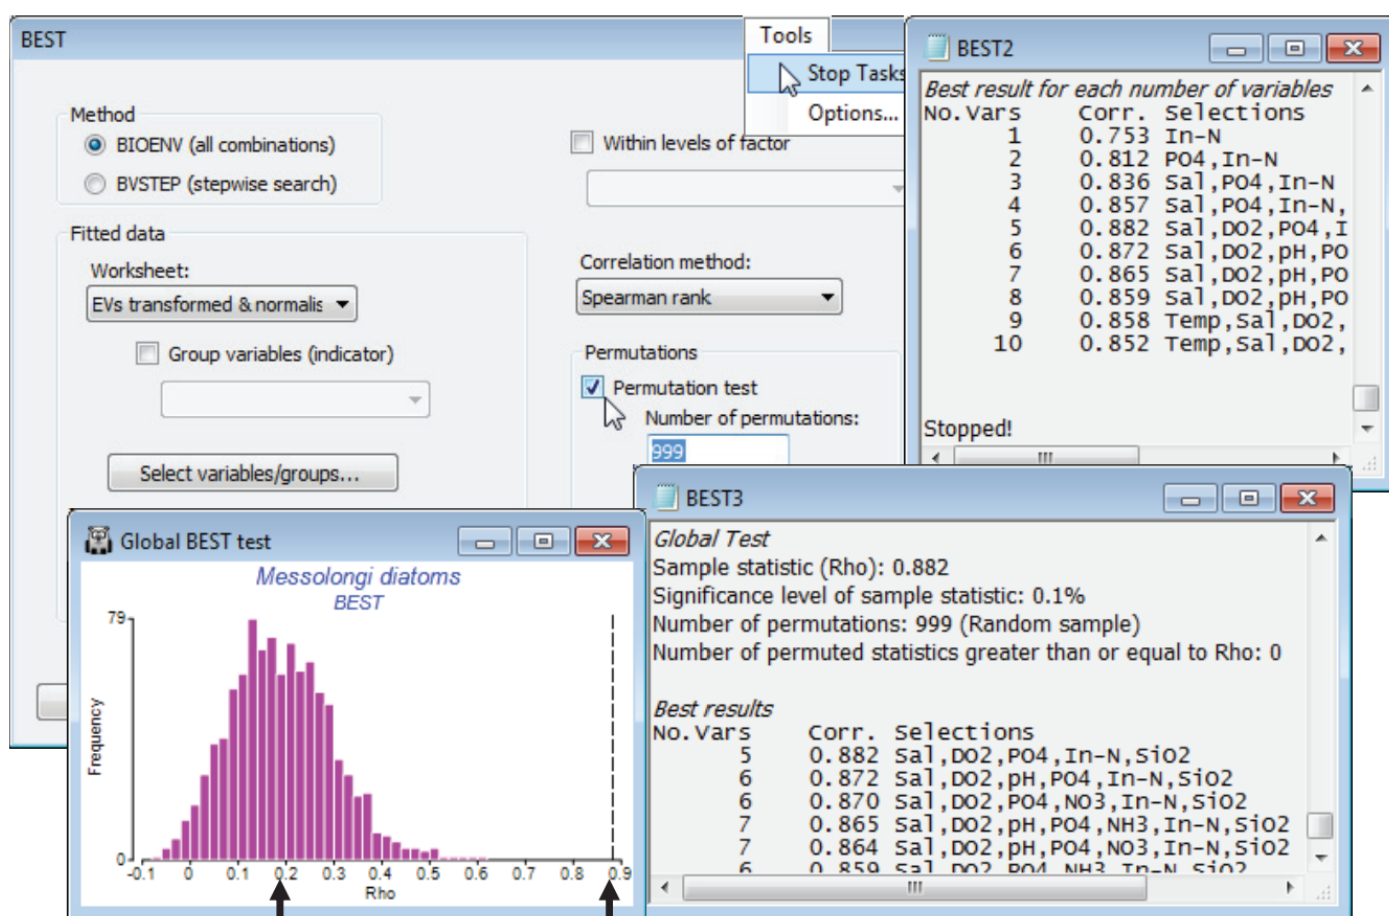 BEST
Tools
Stop Tasks
Options...
Method
BIOENV (all combinations)
BVSTEP (stepwise search)
Within levels of factor
Fitted data
Worksheet:
EVs transformed & normalis
Group variables (indicator)
Select variables/groups...
Correlation method:
Spearman rank
Permutations
Permutation test
Number of permutations:
999
BEST2
Best result for each number of variables
No.Vars Corr. Selections
1 0.753 In-N
2 0.812 PO4,In-N
3 0.836 Sal,PO4,In-N
4 0.857 Sal,PO4,In-N,
5 0.882 Sal,DO2,PO4,I
6 0.872 Sal,DO2,pH,PO
7 0.865 Sal,DO2,pH,PO
8 0.859 Sal,DO2,pH,PO
9 0.858 Temp,Sal,DO2,
10 0.852 Temp,Sal,DO2,
Stopped!
Global BEST test
Messolongi diatoms
BEST
79
0
Frequency
-0.1 0 0.1 0.2 0.3 0.4 0.5 0.6 0.7 0.8 0.9
Rho
BEST3
Global Test
Sample statistic (Rho): 0.882
Significance level of sample statistic: 0.1%
Number of permutations: 999 (Random sample)
Number of permuted statistics greater than or equal to Rho: 0
Best results
No.Vars Corr. Selections
5 0.882 Sal,DO2,PO4,In-N,SiO2
6 0.872 Sal,DO2,pH,PO4,In-N,SiO2
6 0.870 Sal,DO2,PO4,NO3,In-N,SiO2
7 0.865 Sal,DO2,pH,PO4,NH3,In-N,SiO2
7 0.864 Sal,DO2,pH,PO4,NO3,In-N,SiO2
6 0.859 Sal,DO2,PO4,NH3,In-N,SiO2